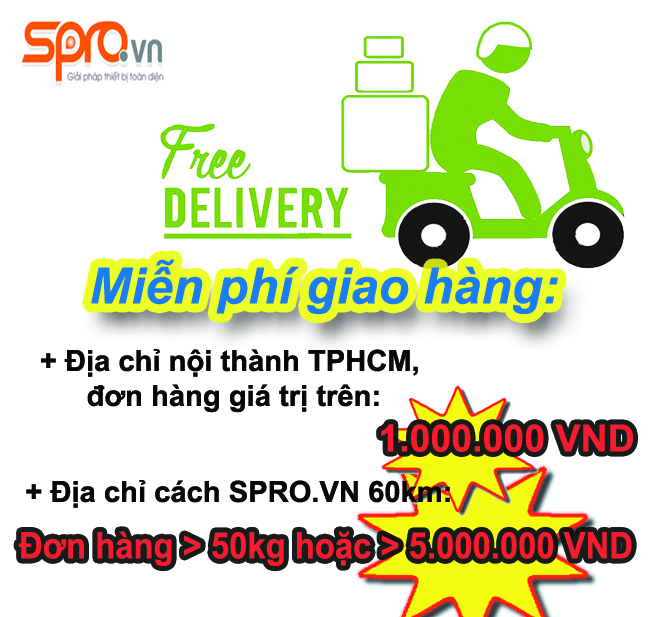 spro.vn
Giải pháp thiết bị toàn diện
Free
DELIVERY
Miễn phí giao hàng:
+ Địa chỉ nội thành TPHCM,
đơn hàng giá trị trên:
1.000.000 VND
+ Địa chỉ cách SPRO.VN 60km:
Đơn hàng > 50kg hoặc > 5.000.000 VND